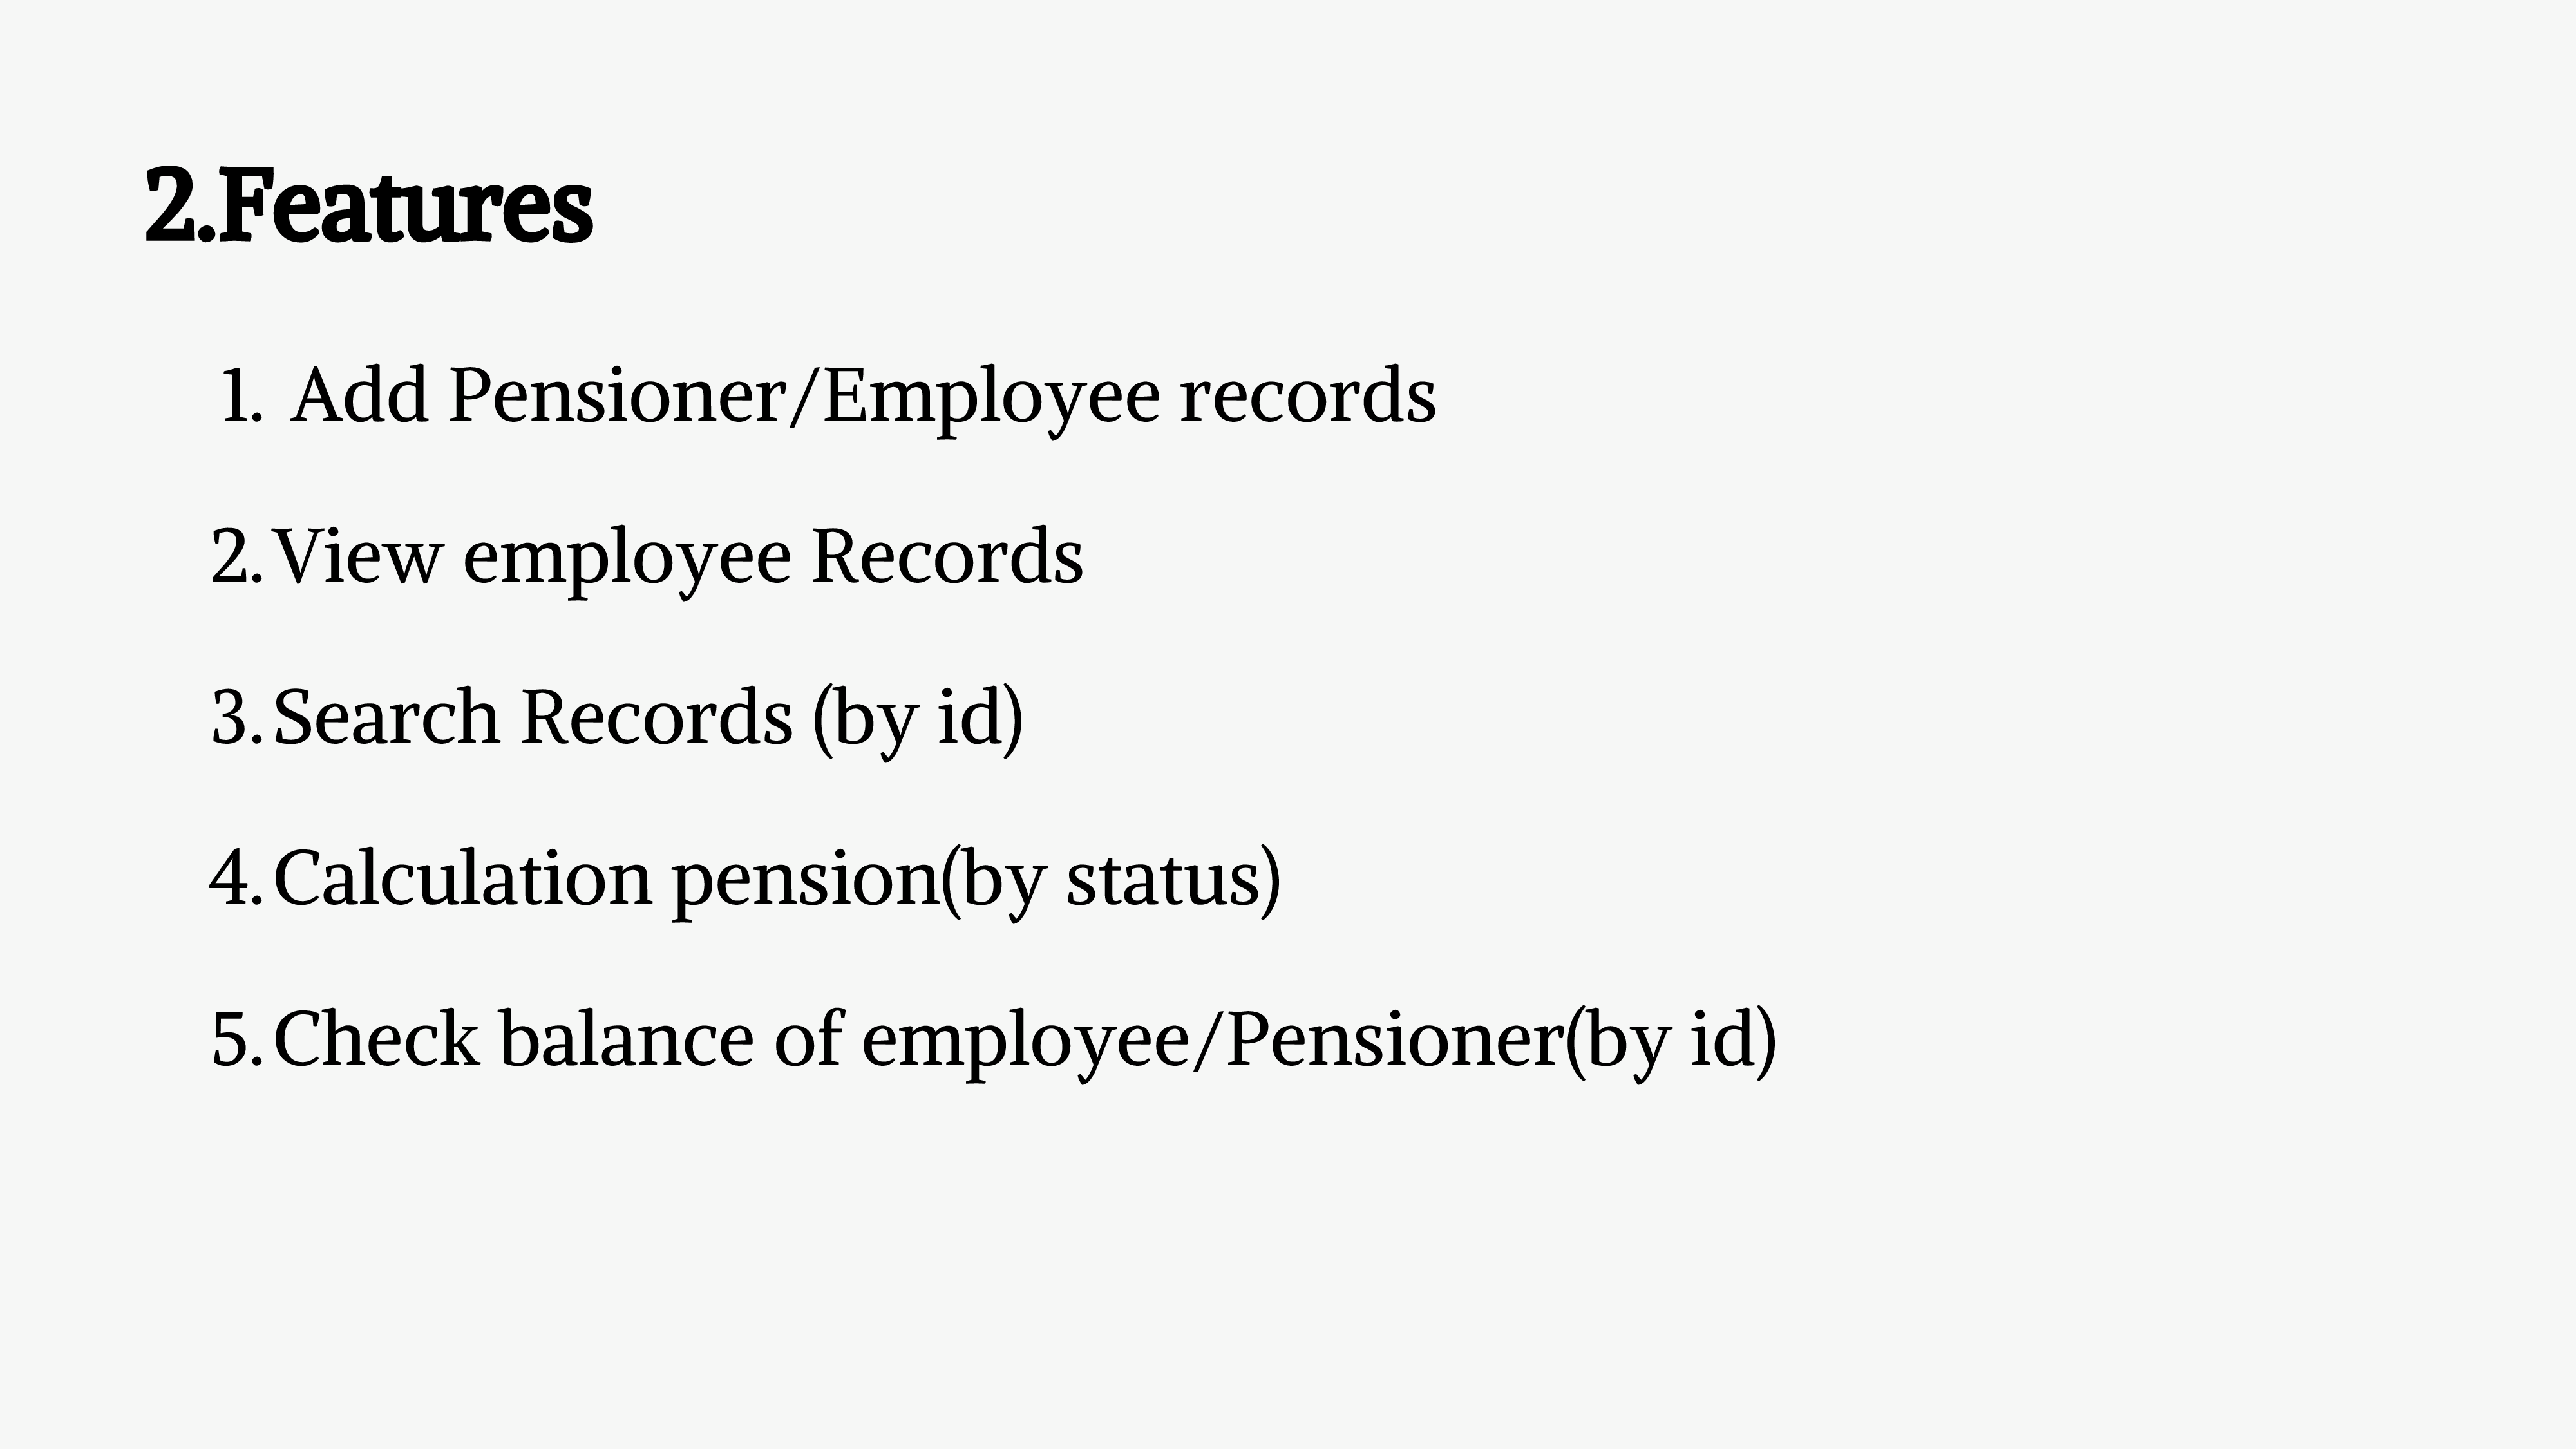 2.Features
1. Add Pensioner/Employee records
2. View employee Records
3. Search Records (by id)
4. Calculation pension(by status)
5. Check balance of employee/Pensioner(by id)